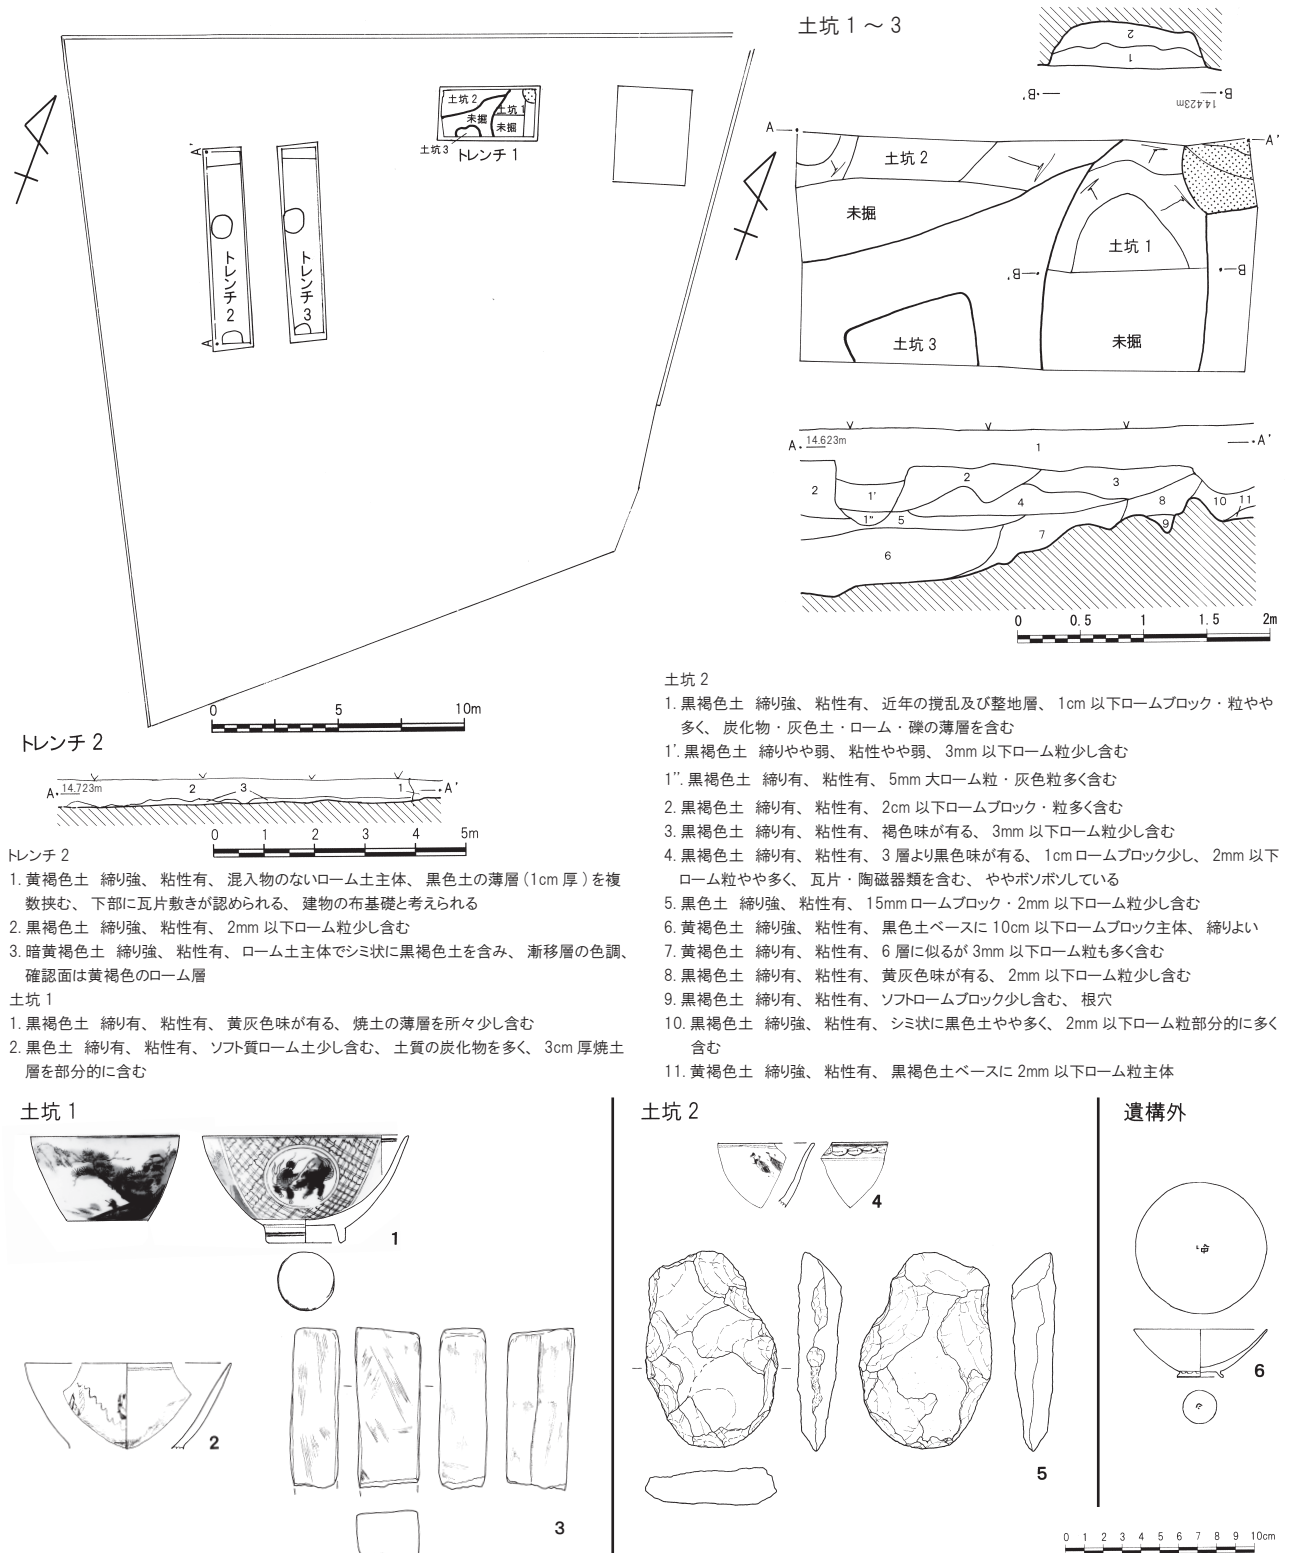 土坑 1 ～ 3
2
1
B'
B
14.423m
土坑 2
土坑 1
未掘
未掘
土坑 3
トレンチ 1
A'
トレンチ2
A
トレンチ3
A
A'
土坑 2
未掘
土坑 1
B'
B
土坑 3
未掘
A
14.623m
A'
1
2
1'
1''
2
3
4
5
6
7
8
9
10
11
0 0.5 1 1.5 2m
0 5 10m
トレンチ 2
A
14.723m
2
3
1
A'
0 1 2 3 4 5m
トレンチ 2
1. 黄褐色土 締り強、粘性有、混入物のないローム土主体、黒色土の薄層(1cm 厚)を複
数挟む、下部に瓦片敷きが認められる、建物の布基礎と考えられる
2. 黒褐色土 締り強、粘性有、2mm 以下ローム粒少し含む
3. 暗黄褐色土 締り強、粘性有、ローム土主体でシミ状に黒褐色土を含み、漸移層の色調、
確認面は黄褐色のローム層
土坑 1
1. 黒褐色土 締り有、粘性有、黄灰色味が有る、焼土の薄層を所々少し含む
2. 黒色土 締り有、粘性有、ソフト質ローム土少し含む、土質の炭化物を多く、3cm 厚焼土
層を部分的に含む
土坑 2
1. 黒褐色土 締り強、粘性有、近年の撹乱及び整地層、1cm 以下ロームブロック・粒やや
多く、炭化物・灰色土・ローム・礫の薄層を含む
1'. 黒褐色土 締りやや弱、粘性やや弱、3mm 以下ローム粒少し含む
1''. 黒褐色土 締り有、粘性有、5mm 大ローム粒・灰色粒多く含む
2. 黒褐色土 締り有、粘性有、2cm 以下ロームブロック・粒多く含む
3. 黒褐色土 締り有、粘性有、褐色味が有る、3mm 以下ローム粒少し含む
4. 黒褐色土 締り有、粘性有、3 層より黒色味が有る、1cm ロームブロック少し、2mm 以下
ローム粒やや多く、瓦片・陶磁器類を含む、ややボソボソしている
5. 黒色土 締り強、粘性有、15mm ロームブロック・2mm 以下ローム粒少し含む
6. 黄褐色土 締り強、粘性有、黒色土ベースに 10cm 以下ロームブロック主体、締りよい
7. 黄褐色土 締り有、粘性有、6 層に似るが 3mm 以下ローム粒も多く含む
8. 黒褐色土 締り有、粘性有、黄灰色味が有る、2mm 以下ローム粒少し含む
9. 黒褐色土 締り有、粘性有、ソフトロームブロック少し含む、根穴
10. 黒褐色土 締り強、粘性有、シミ状に黒色土やや多く、2mm 以下ローム粒部分的に多く
含む
11. 黄褐色土 締り強、粘性有、黒褐色土ベースに 2mm 以下ローム粒主体
土坑 1
1
2
3
土坑 2
4
5
遺構外
6
0 1 2 3 4 5 6 7 8 9 10cm